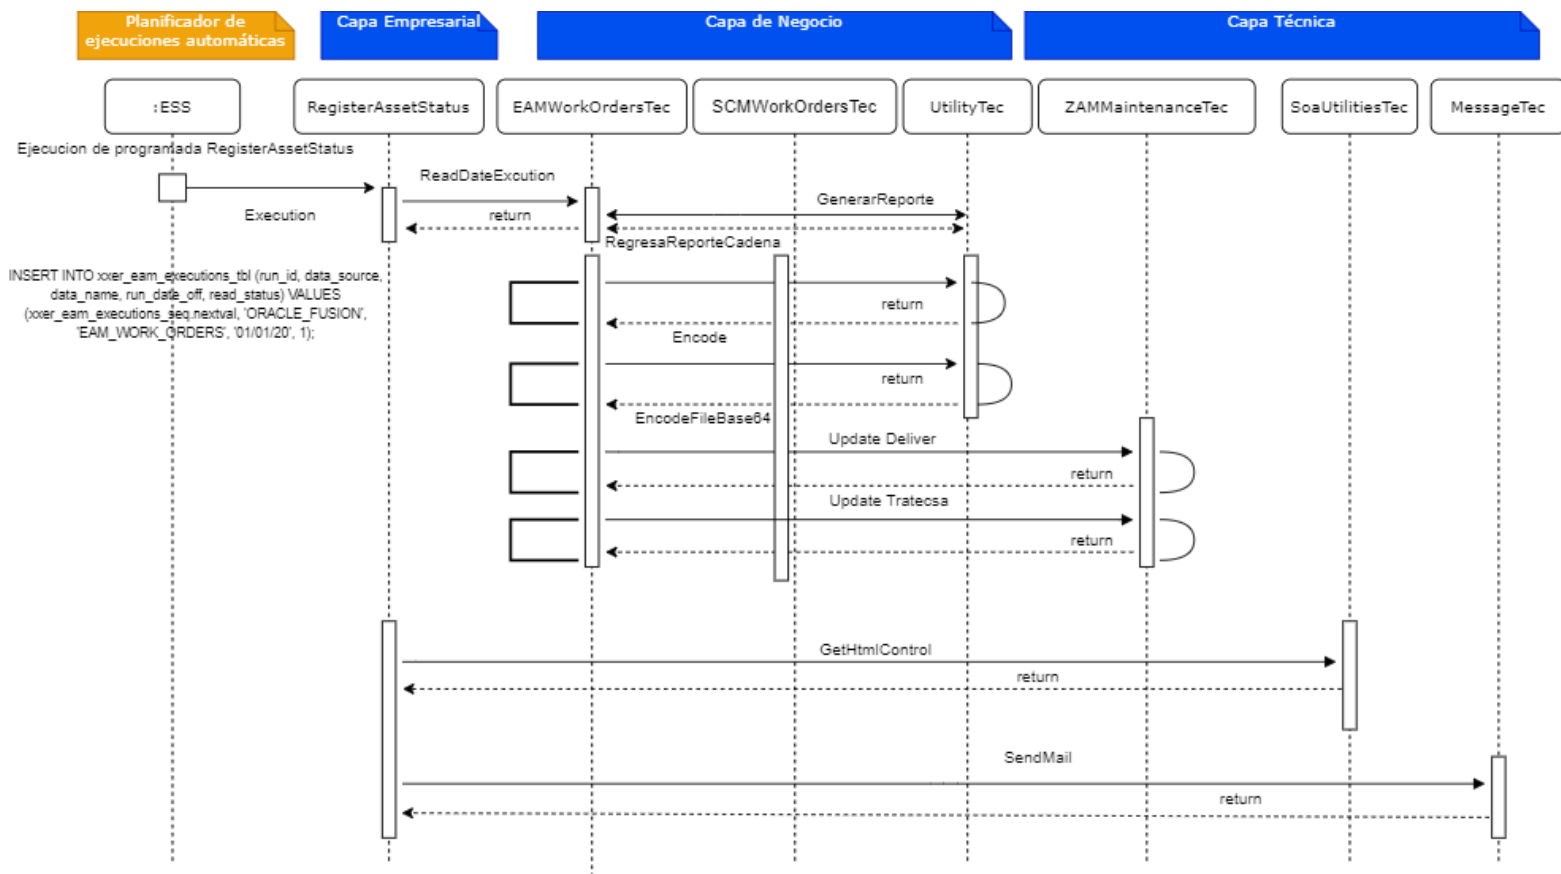 Planificador de
ejecuciones automáticas
Capa Empresarial
Capa de Negocio
Capa Técnica
:ESS
RegisterAssetStatus
EAMWorkOrdersTec
SCMWorkOrdersTec
UtilityTec
ZAMMaintenanceTec
SoaUtilitiesTec
MessageTec
Ejecucion de programada RegisterAssetStatus
ReadDateExcution
GenerarReporte
Execution
return
RegresaReporteCadena
INSERT INTO xxer_eam_executions_tbl (run_id, data_source,
data_name, run_date_off, read_status) VALUES
(xxer_eam_executions_seq.nextval, 'ORACLE_FUSION',
'EAM_WORK_ORDERS', '01/01/20', 1);
return
Encode
return
EncodeFileBase64
Update Deliver
return
Update Tratecsa
return
GetHtmlControl
return
SendMail
return